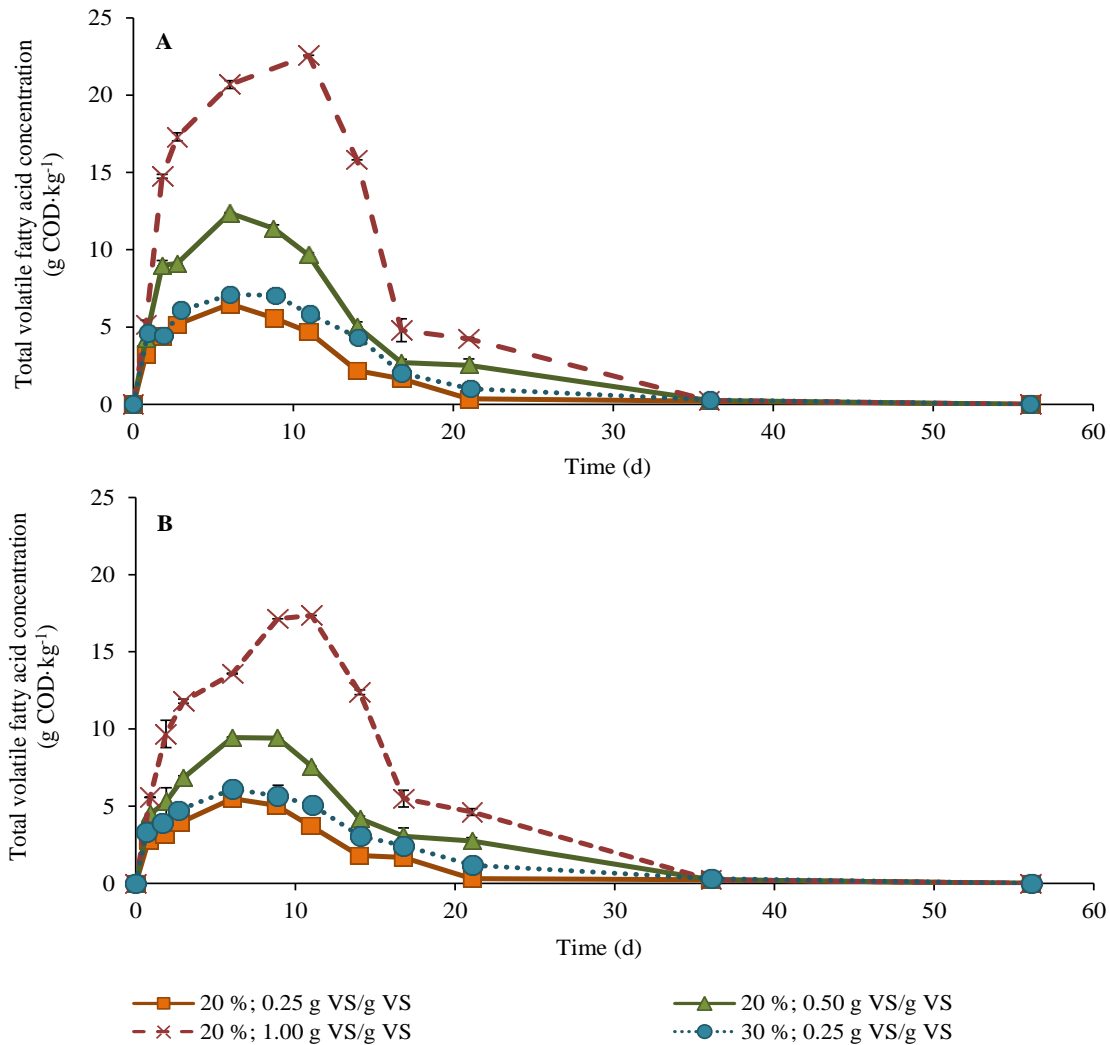 Total volatile fatty acid concentration
(g COD·kg⁻¹)
A
25
20
15
10
5
0
0 10 20 30 40 50 60
Time (d)
Total volatile fatty acid concentration
(g COD·kg⁻¹)
B
25
20
15
10
5
0
0 10 20 30 40 50 60
Time (d)
20 %; 0.25 g VS/g VS
20 %; 0.50 g VS/g VS
20 %; 1.00 g VS/g VS
30 %; 0.25 g VS/g VS